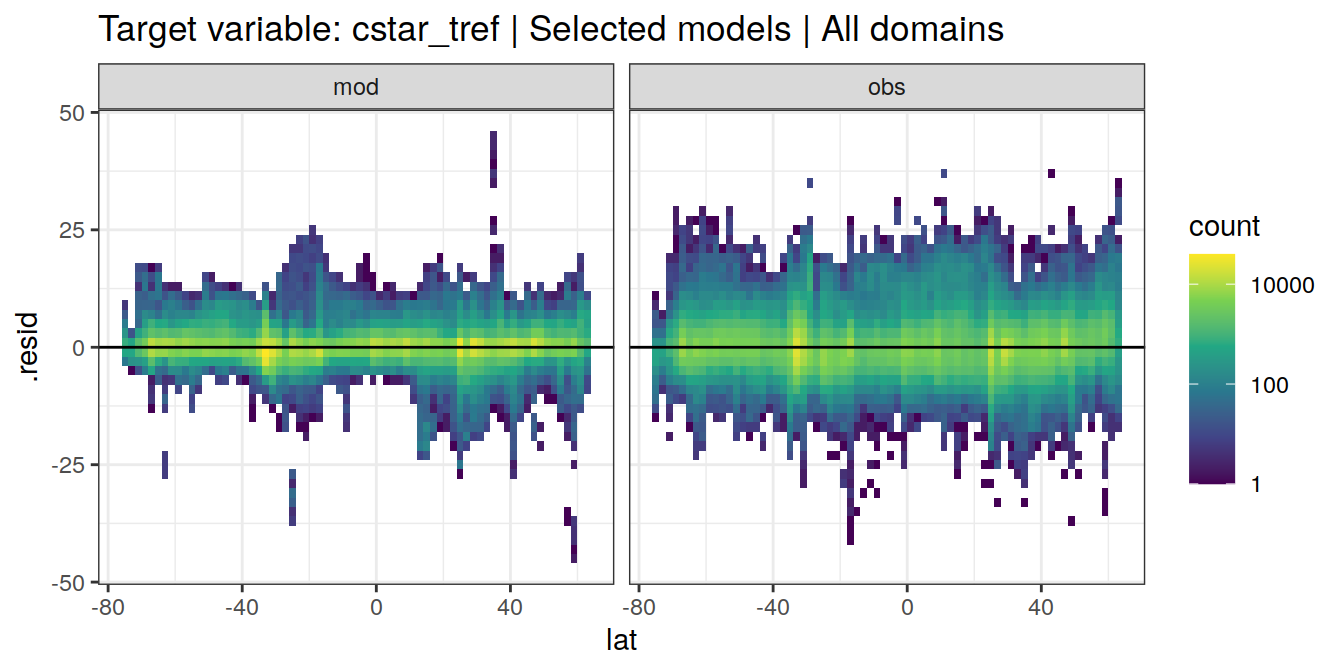 Target variable: cstar_tref | Selected models | All domains
mod
obs
50
25
0
-25
-50
.resid
-80
-40
0
40
-80
-40
0
40
lat
count
10000
100
1